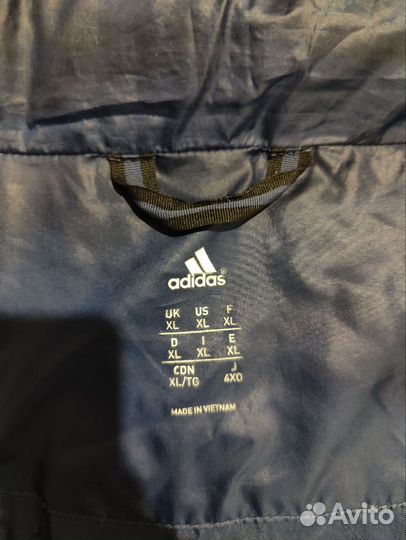 adidas®
UK US F
XL XL XL
D I E
XL XL XL
CDN J
XL/TG 4XO
MADE IN VIETNAM
Avito